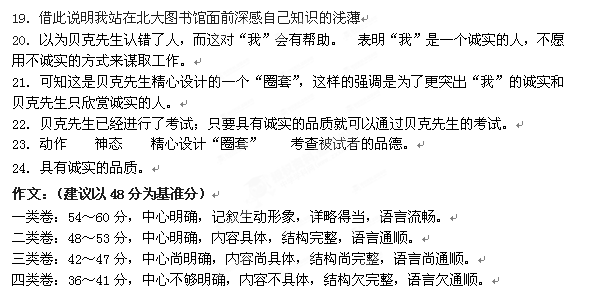 19. 借此说明我站在北大图书馆面前深感自己知识的浅薄
20. 以为贝克先生认错了人，而这对“我”会有帮助。 表明“我”是一个诚实的人，不愿
用不诚实的方式来谋取工作。
21. 可知这是贝克先生精心设计的一个“圈套”，这样的强调是为了更突出“我”的诚实和
贝克先生只欣赏诚实的人。
22. 贝克先生已经进行了考试；只要具有诚实的品质就可以通过贝克先生的考试。
23. 动作 神态 精心设计“圈套” 考查被试者的品德。
24. 具有诚实的品质。
作文：（建议以 48 分为基准分）
一类卷：54～60 分，中心明确，记叙生动形象，详略得当，语言流畅。
二类卷：48～53 分，中心明确，内容具体，结构完整，语言通顺。
三类卷：42～47 分，中心尚明确，内容尚具体，结构尚完整，语言尚通顺。
四类卷：36～41 分，中心不够明确，内容不具体，结构欠完整，语言欠通顺。